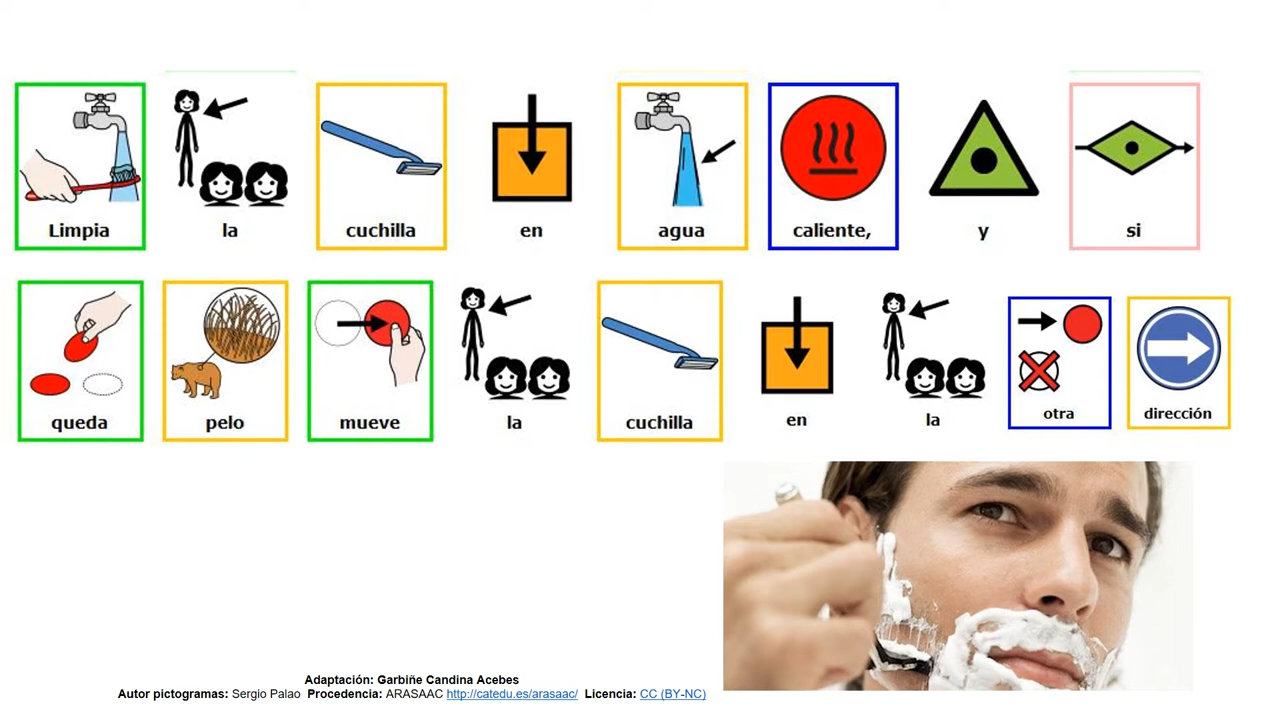 Limpia la cuchilla en agua caliente, y si
queda pelo mueve la cuchilla en la otra dirección
Adaptación: Garbiñe Candina Acebes
Autor pictogramas: Sergio Palao Procedencia: ARASAAC http://catedu.es/arasaac/ Licencia: CC (BY-NC)